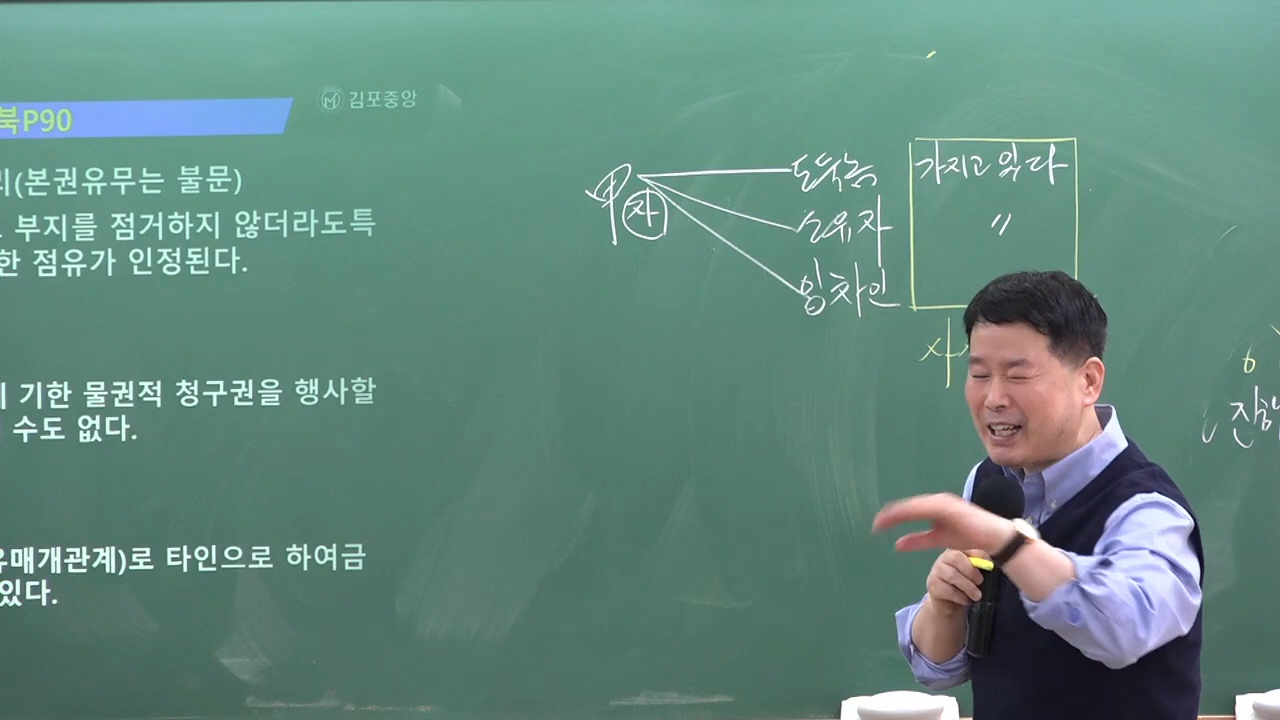 북P90
김포중앙
리(본권유무는 불문)
부지를 점거하지 않더라도특
한 점유가 인정된다.
기한 물권적 청구권을 행사할
수도 없다.
유매개관계)로 타인으로 하여금
있다.
甲 자
도둑놈 가지고 있다
소유자 〃
임차인
사